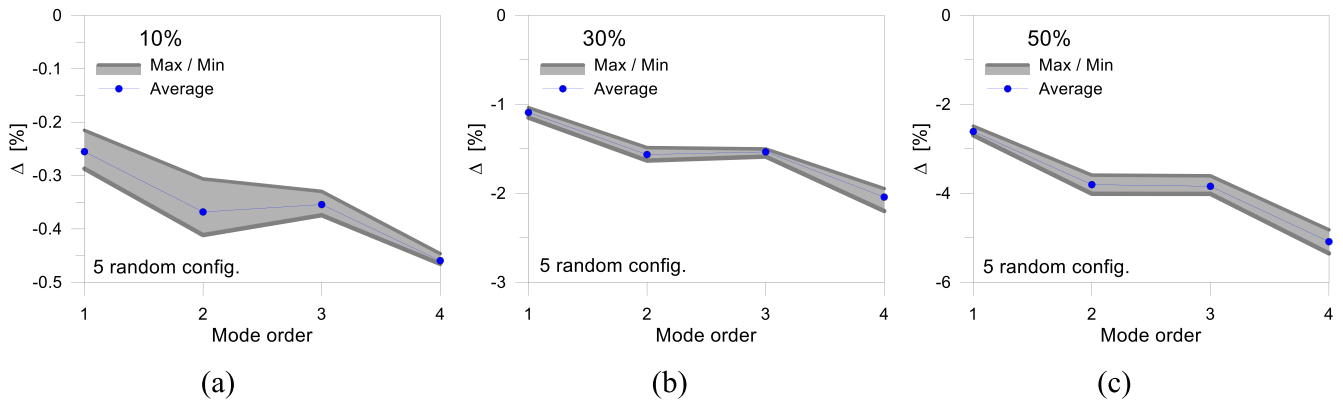 0
-0.1
-0.2
-0.3
-0.4
-0.5
Δ [%]
10%
Max / Min
Average
5 random config.
1 2 3 4
Mode order
(a)
0
-1
-2
-3
Δ [%]
30%
Max / Min
Average
5 random config.
1 2 3 4
Mode order
(b)
0
-2
-4
-6
Δ [%]
50%
Max / Min
Average
5 random config.
1 2 3 4
Mode order
(c)